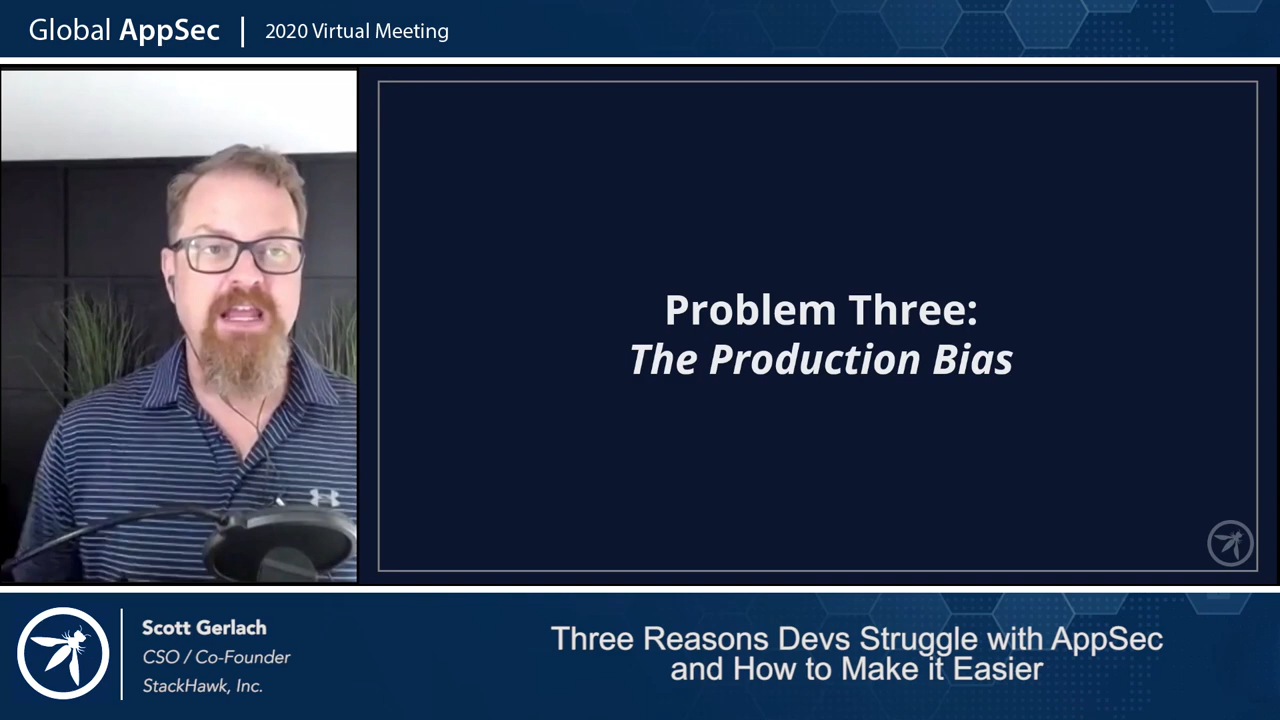 Global AppSec | 2020 Virtual Meeting
Problem Three:
The Production Bias
Scott Gerlach
CSO / Co-Founder
StackHawk, Inc.
Three Reasons Devs Struggle with AppSec
and How to Make it Easier